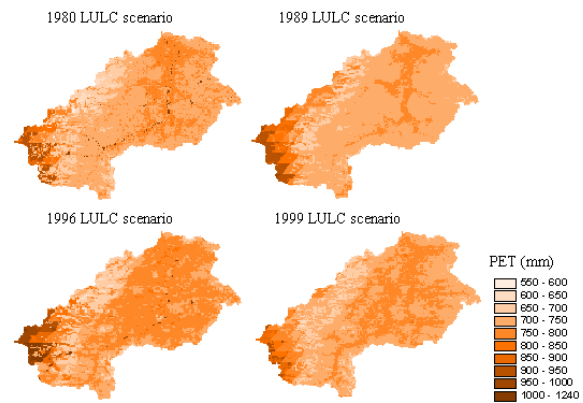 1980 LULC scenario
1989 LULC scenario
1996 LULC scenario
1999 LULC scenario
PET (mm)
550 - 600
600 - 650
650 - 700
700 - 750
750 - 800
800 - 850
850 - 900
900 - 950
950 - 1000
1000 - 1240